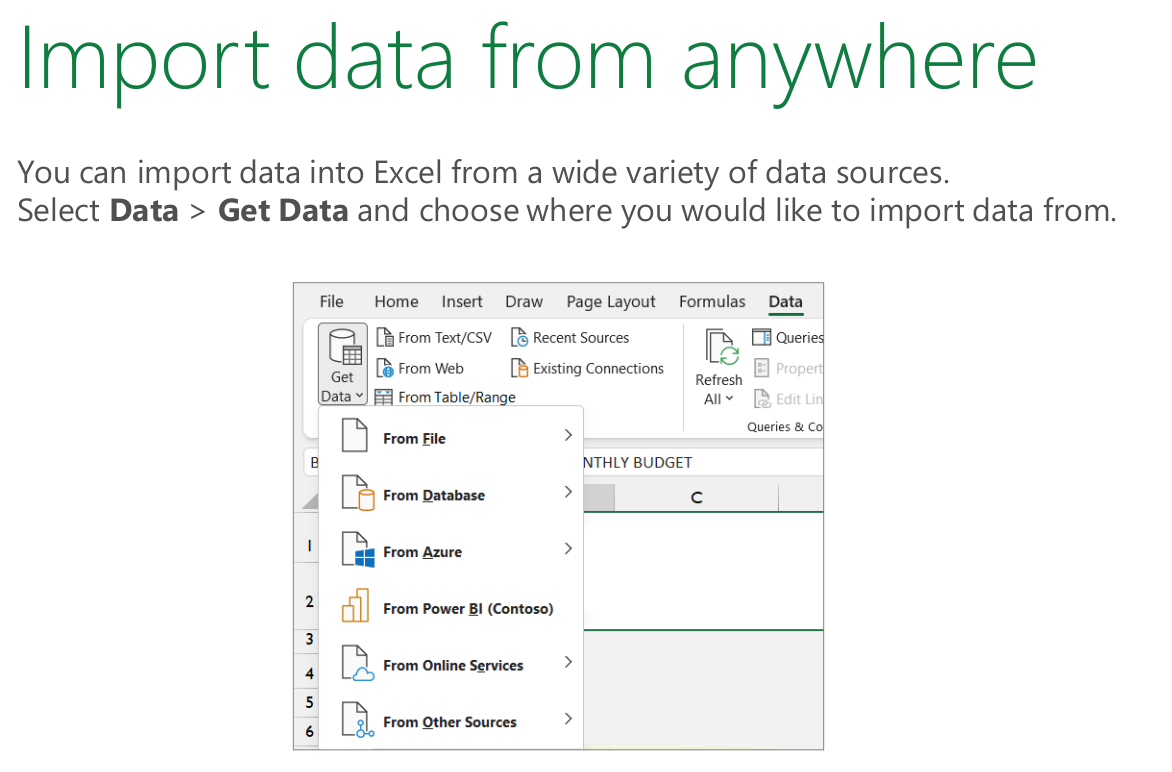 Import data from anywhere
You can import data into Excel from a wide variety of data sources.
Select Data > Get Data and choose where you would like to import data from.
File Home Insert Draw Page Layout Formulas Data
Get Data
From Text/CSV
From Web
From Table/Range
Recent Sources
Existing Connections
Refresh All
Queries
Propert
Edit Lin
Queries & Co
B
NTHLY BUDGET
C
From File
From Database
From Azure
From Power BI (Contoso)
From Online Services
From Other Sources
1
2
3
4
5
6